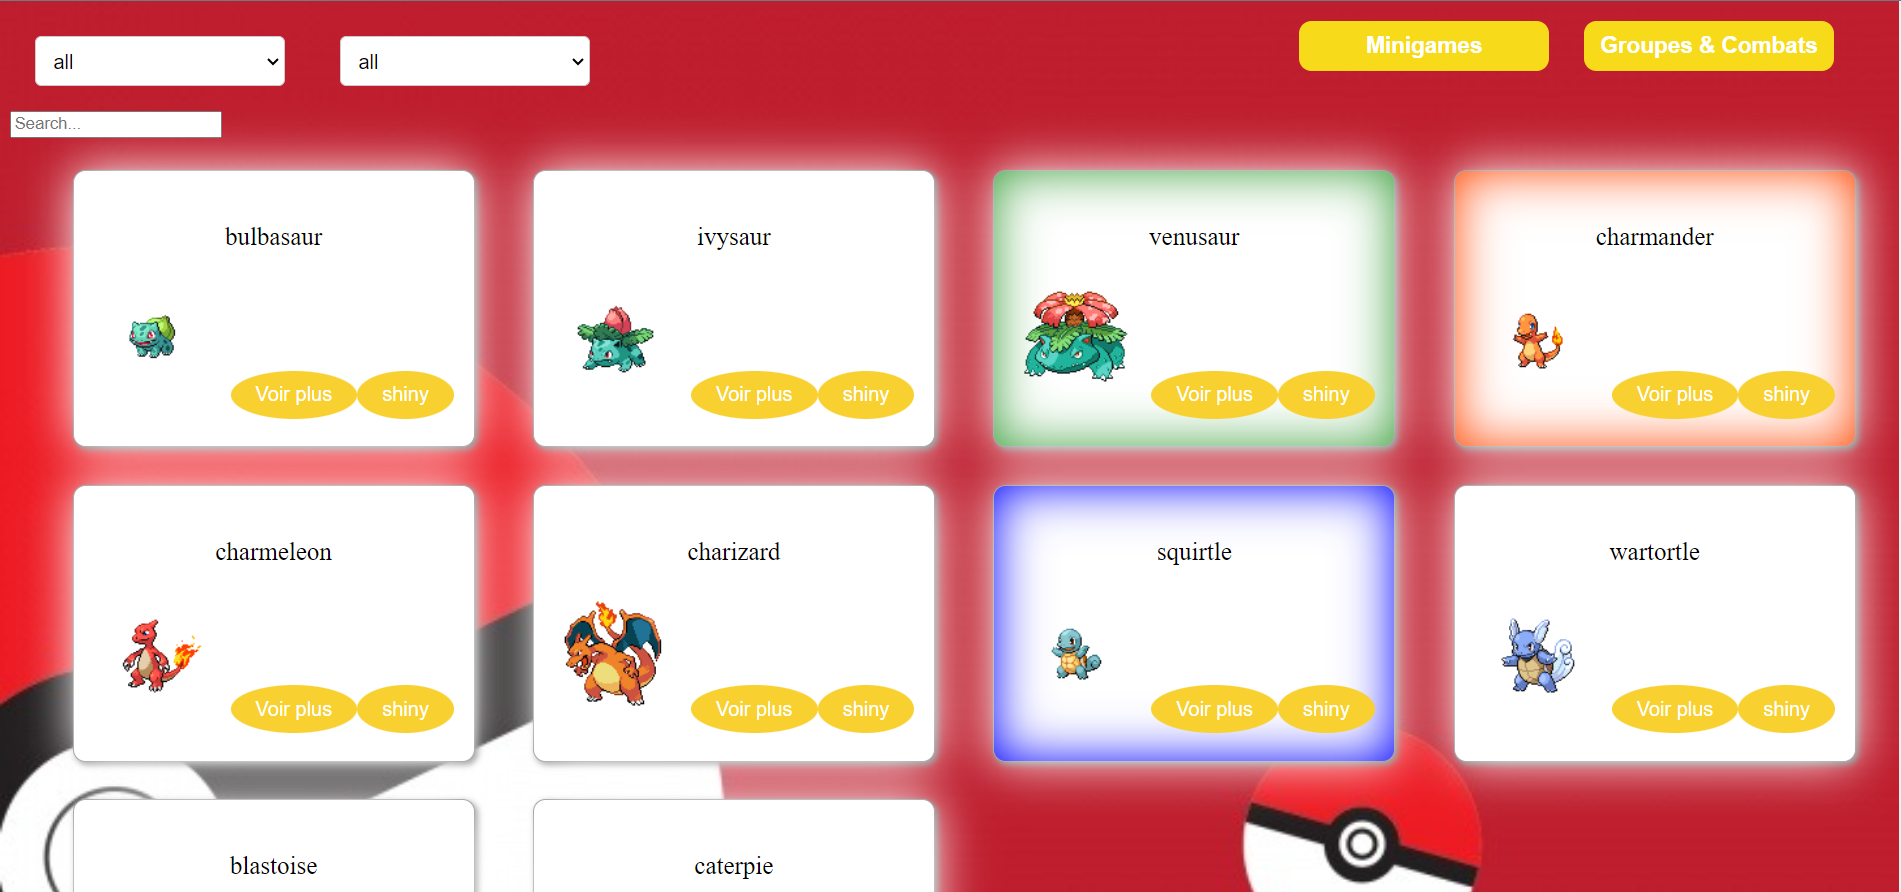 all
all
Minigames
Groupes & Combats
Search...
bulbasaur
Voir plus
shiny
ivysaur
Voir plus
shiny
venusaur
Voir plus
shiny
charmander
Voir plus
shiny
charmeleon
Voir plus
shiny
charizard
Voir plus
shiny
squirtle
Voir plus
shiny
wartortle
Voir plus
shiny
blastoise
caterpie